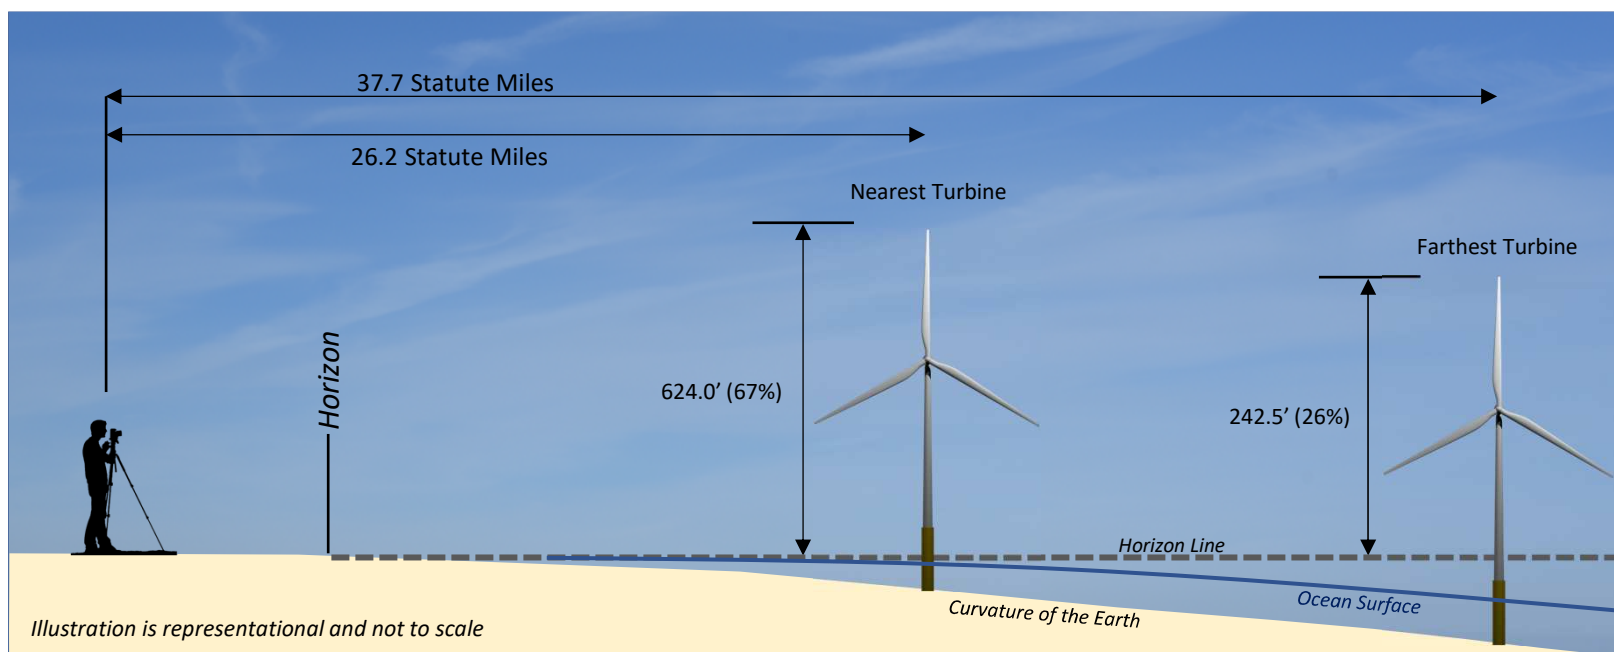 37.7 Statute Miles
26.2 Statute Miles
Nearest Turbine
Farthest Turbine
Horizon
624.0’ (67%)
242.5’ (26%)
Horizon Line
Ocean Surface
Curvature of the Earth
Illustration is representational and not to scale